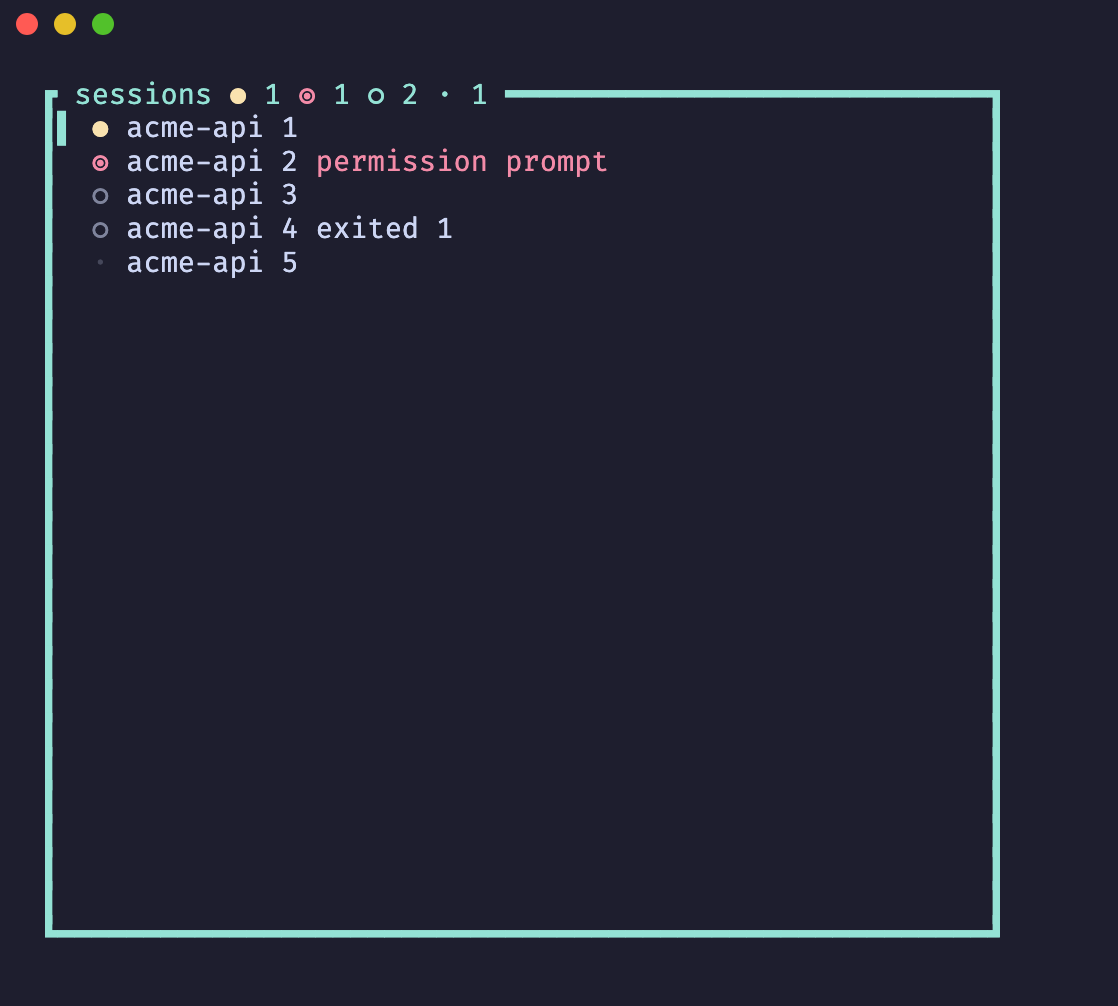 sessions ● 1 ◉ 1 ○ 2 · 1
● acme-api 1
◉ acme-api 2 permission prompt
○ acme-api 3
○ acme-api 4 exited 1
· acme-api 5